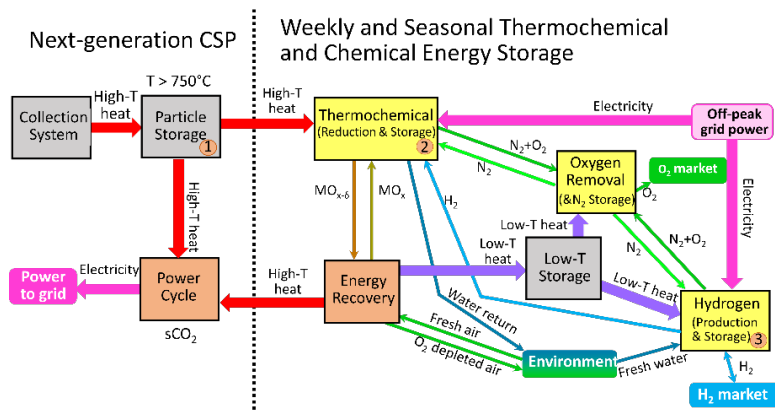 Next-generation CSP
Weekly and Seasonal Thermochemical
and Chemical Energy Storage
T > 750°C
High-T
heat
High-T
heat
Collection
System
Particle
Storage
1
Thermochemical
(Reduction & Storage)
2
Electricity
Off-peak
grid power
N₂+O₂
N₂
Oxygen
Removal
(&N₂ Storage)
O₂ market
O₂
Electricity
High-T
heat
MOₓ₋δ
MOₓ
H₂
Low-T heat
N₂
N₂+O₂
Low-T
heat
Low-T
Storage
Low-T heat
Power
to grid
Electricity
Power
Cycle
sCO₂
High-T
heat
Energy
Recovery
Hydrogen
(Production
& Storage)
3
Water return
Fresh air
O₂ depleted air
Environment
Fresh water
H₂
H₂ market